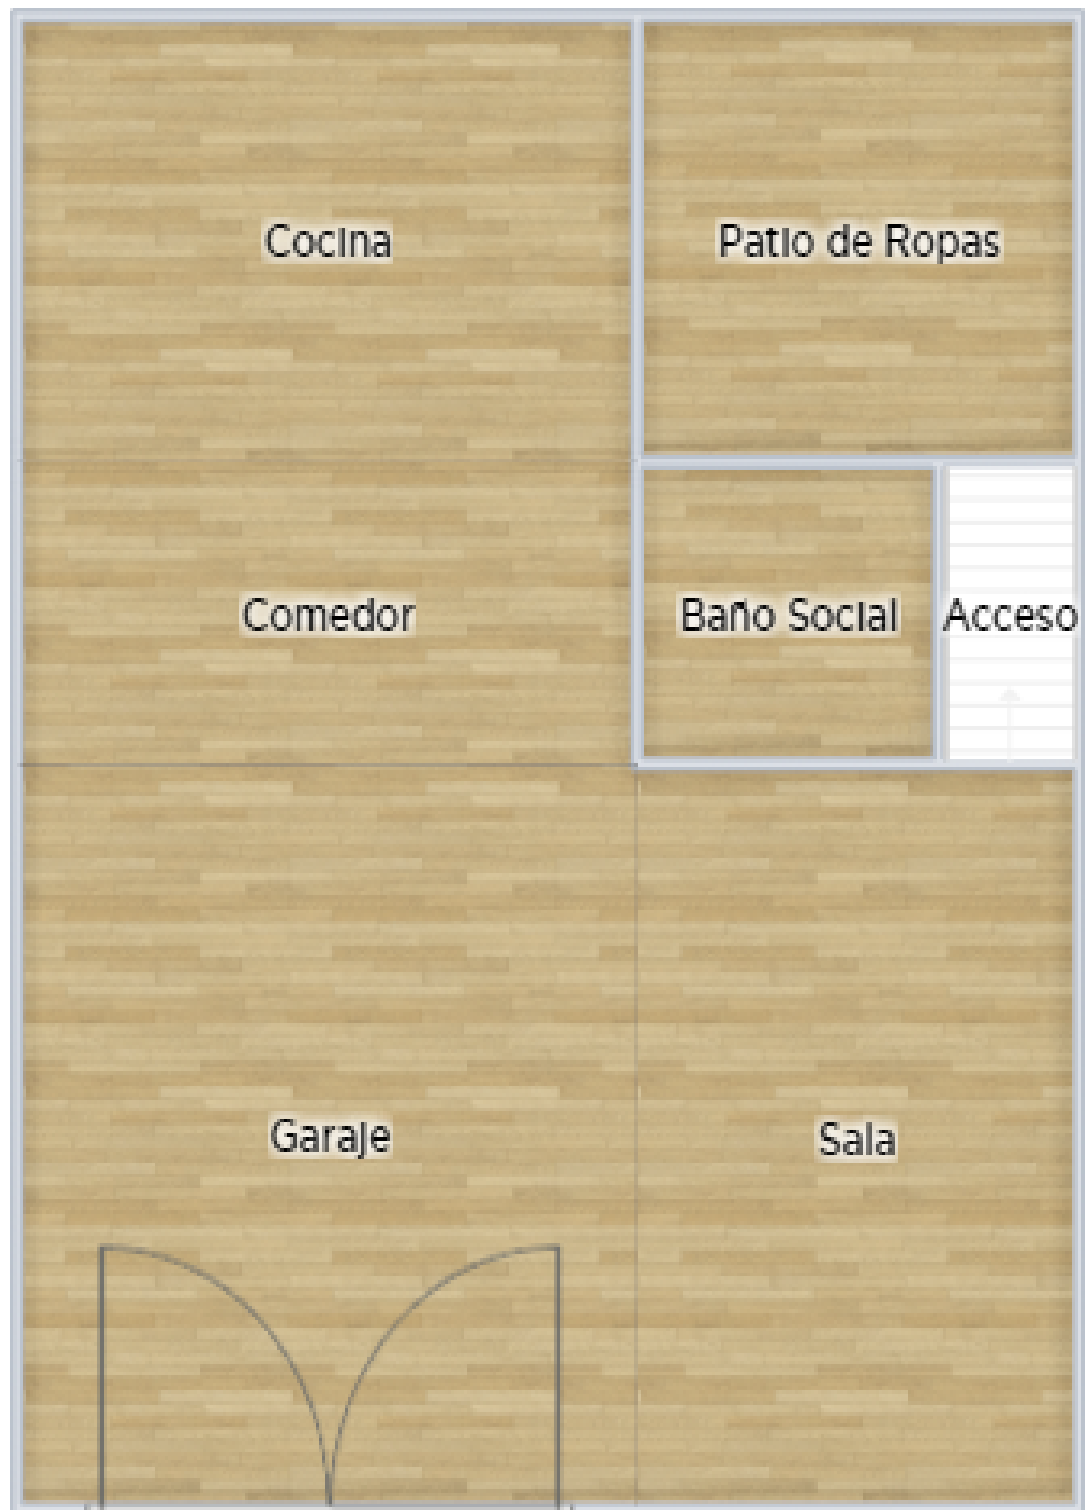 Cocina
Patio de Ropas
Comedor
Baño Social
Acceso
Garaje
Sala